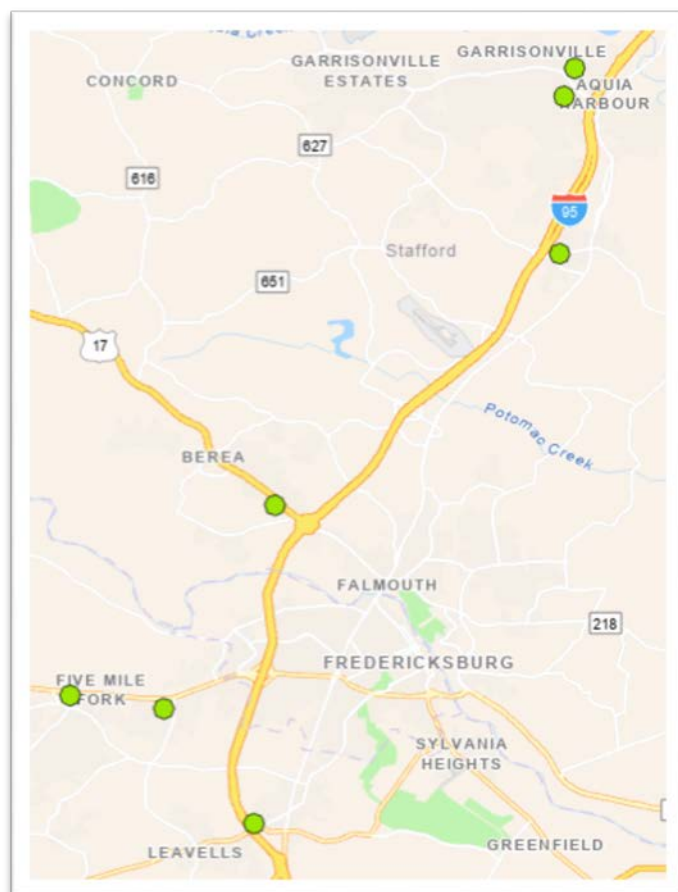 GARRISONVILLE
GARRISONVILLE
ESTATES
CONCORD
AQUIA
HARBOUR
627
616
95
Stafford
651
17
Potomac Creek
BEREA
FALMOUTH
218
FREDERICKSBURG
FIVE MILE
FORK
SYLVANIA
HEIGHTS
LEAVELLS
GREENFIELD